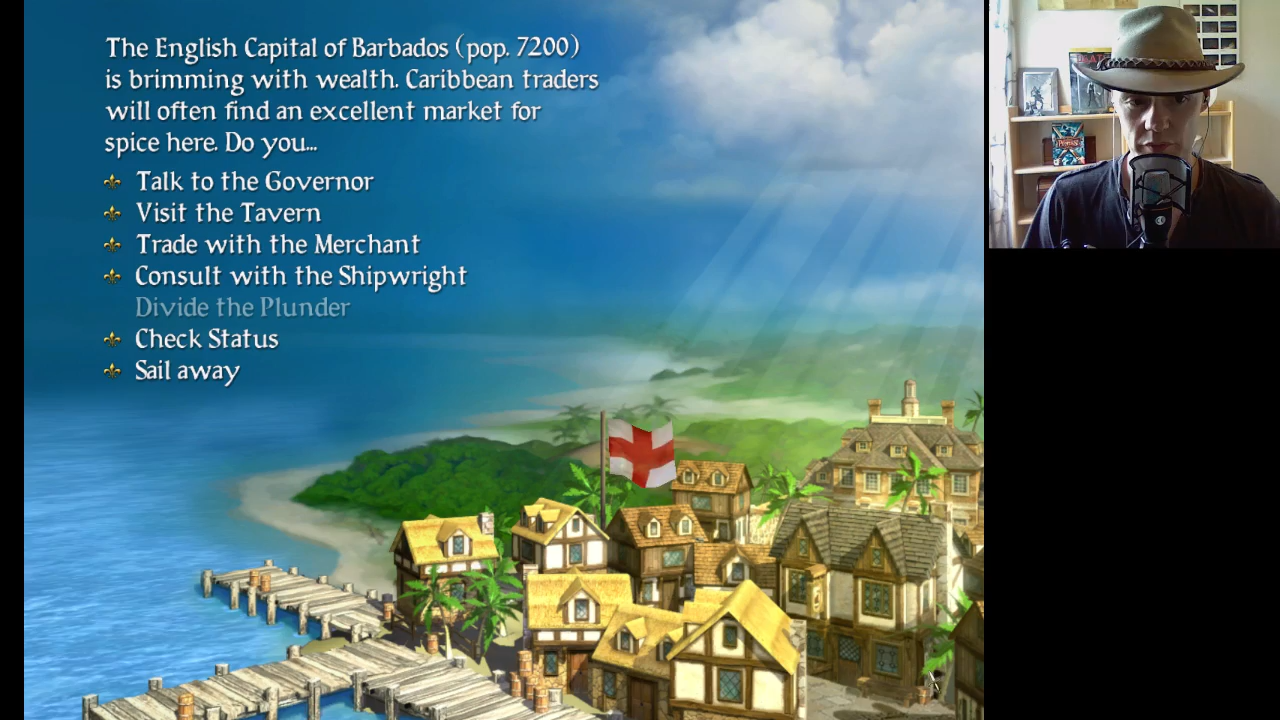 The English Capital of Barbados (pop. 7200)
is brimming with wealth. Caribbean traders
will often find an excellent market for
spice here. Do you...
Talk to the Governor
Visit the Tavern
Trade with the Merchant
Consult with the Shipwright
Divide the Plunder
Check Status
Sail away